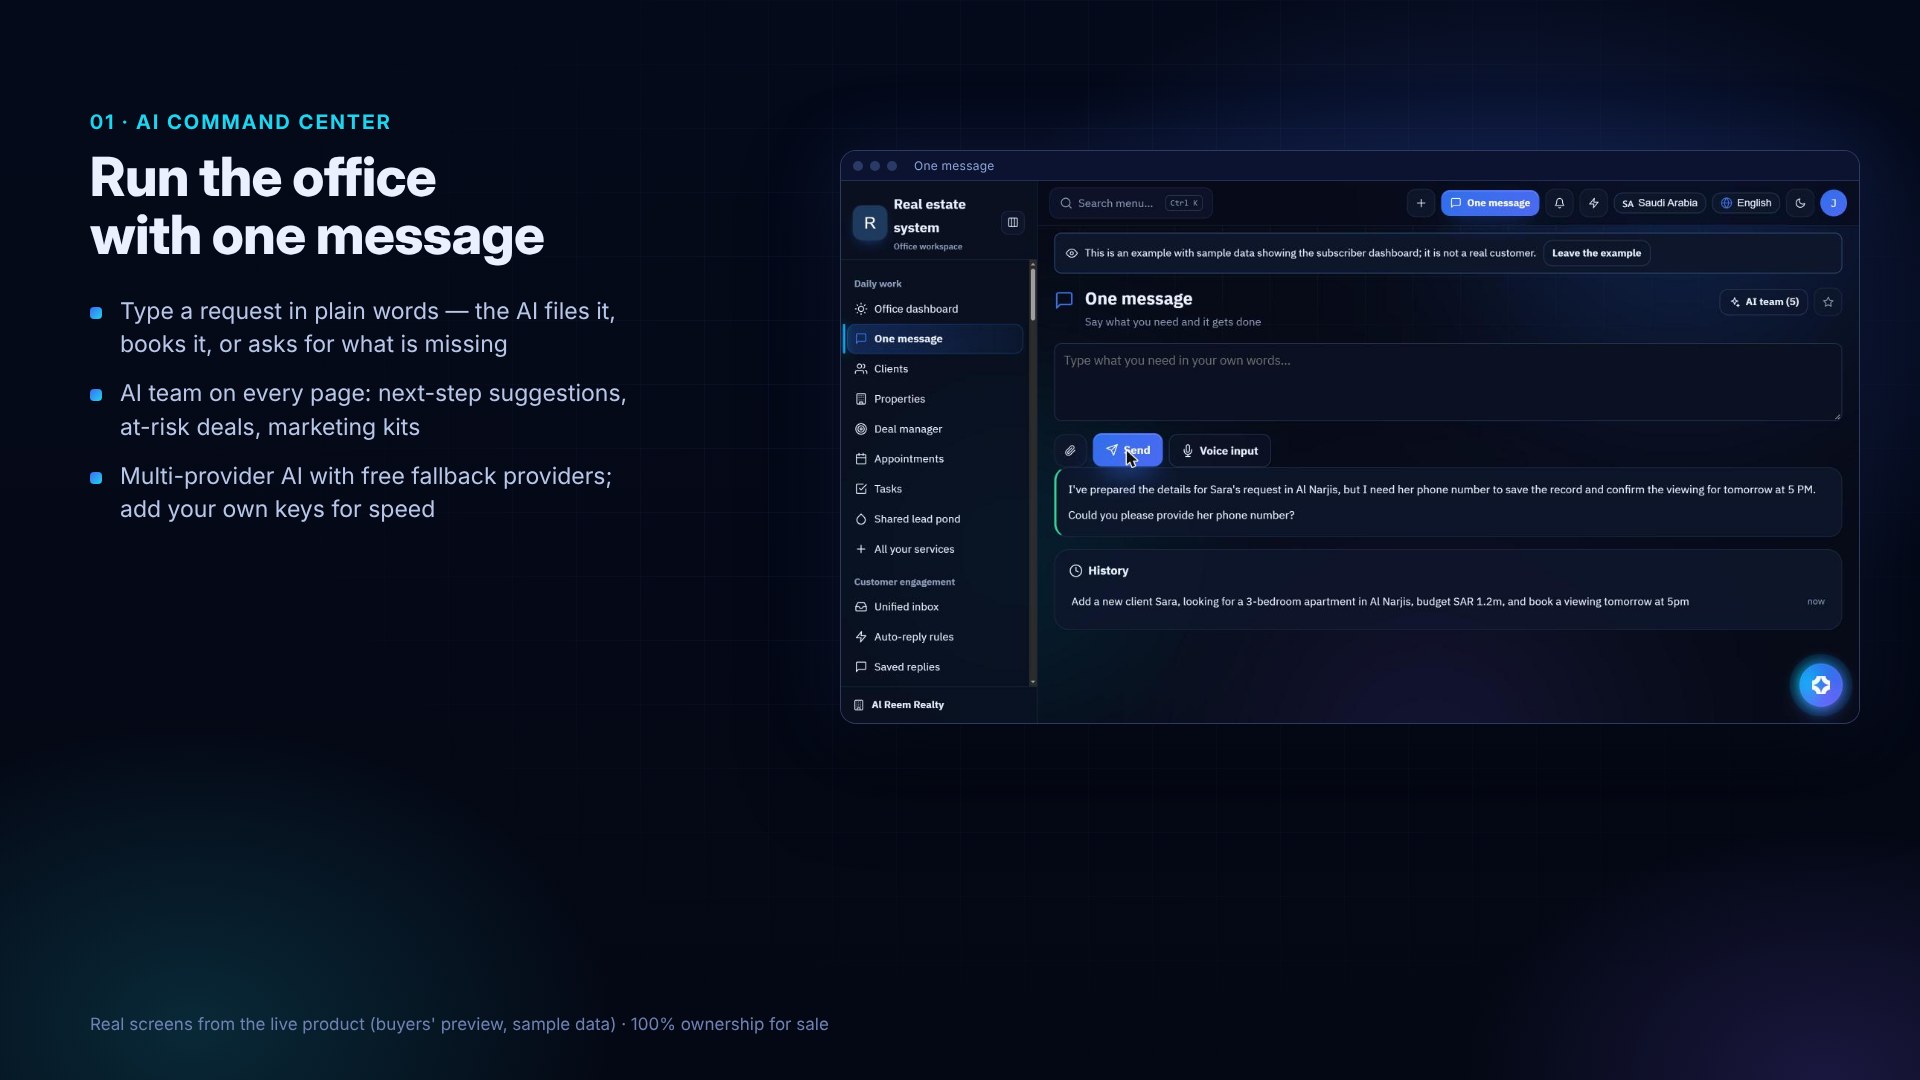 01 · AI COMMAND CENTER
Run the office
with one message
Type a request in plain words — the AI files it,
books it, or asks for what is missing
AI team on every page: next-step suggestions,
at-risk deals, marketing kits
Multi-provider AI with free fallback providers;
add your own keys for speed
One message
R
Real estate
system
Office workspace
Search menu...
Ctrl K
One message
SA Saudi Arabia
English
J
This is an example with sample data showing the subscriber dashboard; it is not a real customer.
Leave the example
Daily work
Office dashboard
One message
Clients
Properties
Deal manager
Appointments
Tasks
Shared lead pond
All your services
Customer engagement
Unified inbox
Auto-reply rules
Saved replies
Al Reem Realty
One message
Say what you need and it gets done
AI team (5)
Type what you need in your own words...
Send
Voice input
I've prepared the details for Sara's request in Al Narjis, but I need her phone number to save the record and confirm the viewing for tomorrow at 5 PM.
Could you please provide her phone number?
History
Add a new client Sara, looking for a 3-bedroom apartment in Al Narjis, budget SAR 1.2m, and book a viewing tomorrow at 5pm
now
Real screens from the live product (buyers' preview, sample data) · 100% ownership for sale